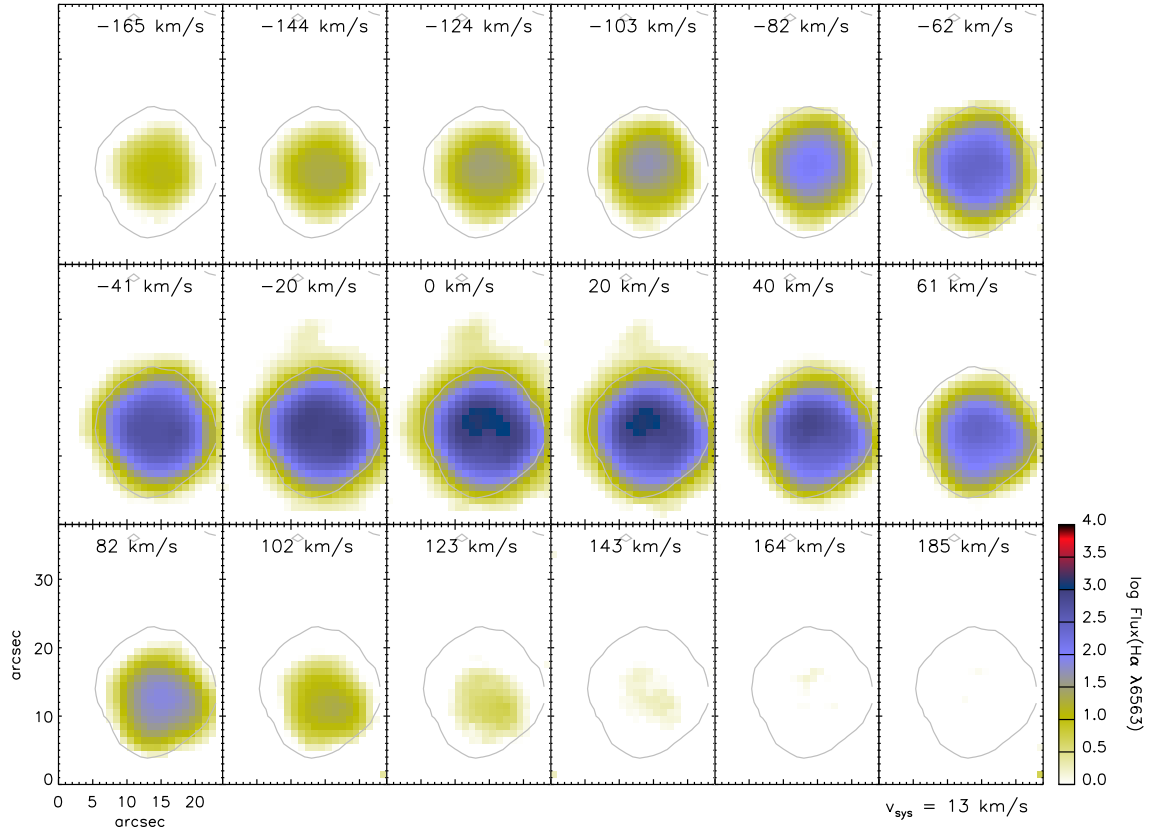 −165 km/s
−144 km/s
−124 km/s
−103 km/s
−82 km/s
−62 km/s
−41 km/s
−20 km/s
0 km/s
20 km/s
40 km/s
61 km/s
82 km/s
102 km/s
123 km/s
143 km/s
164 km/s
185 km/s
30
20
10
0
arcsec
0 5 10 15 20
arcsec
4.0
3.5
3.0
2.5
2.0
1.5
1.0
0.5
0.0
log Flux(Hα λ6563)
v_sys = 13 km/s